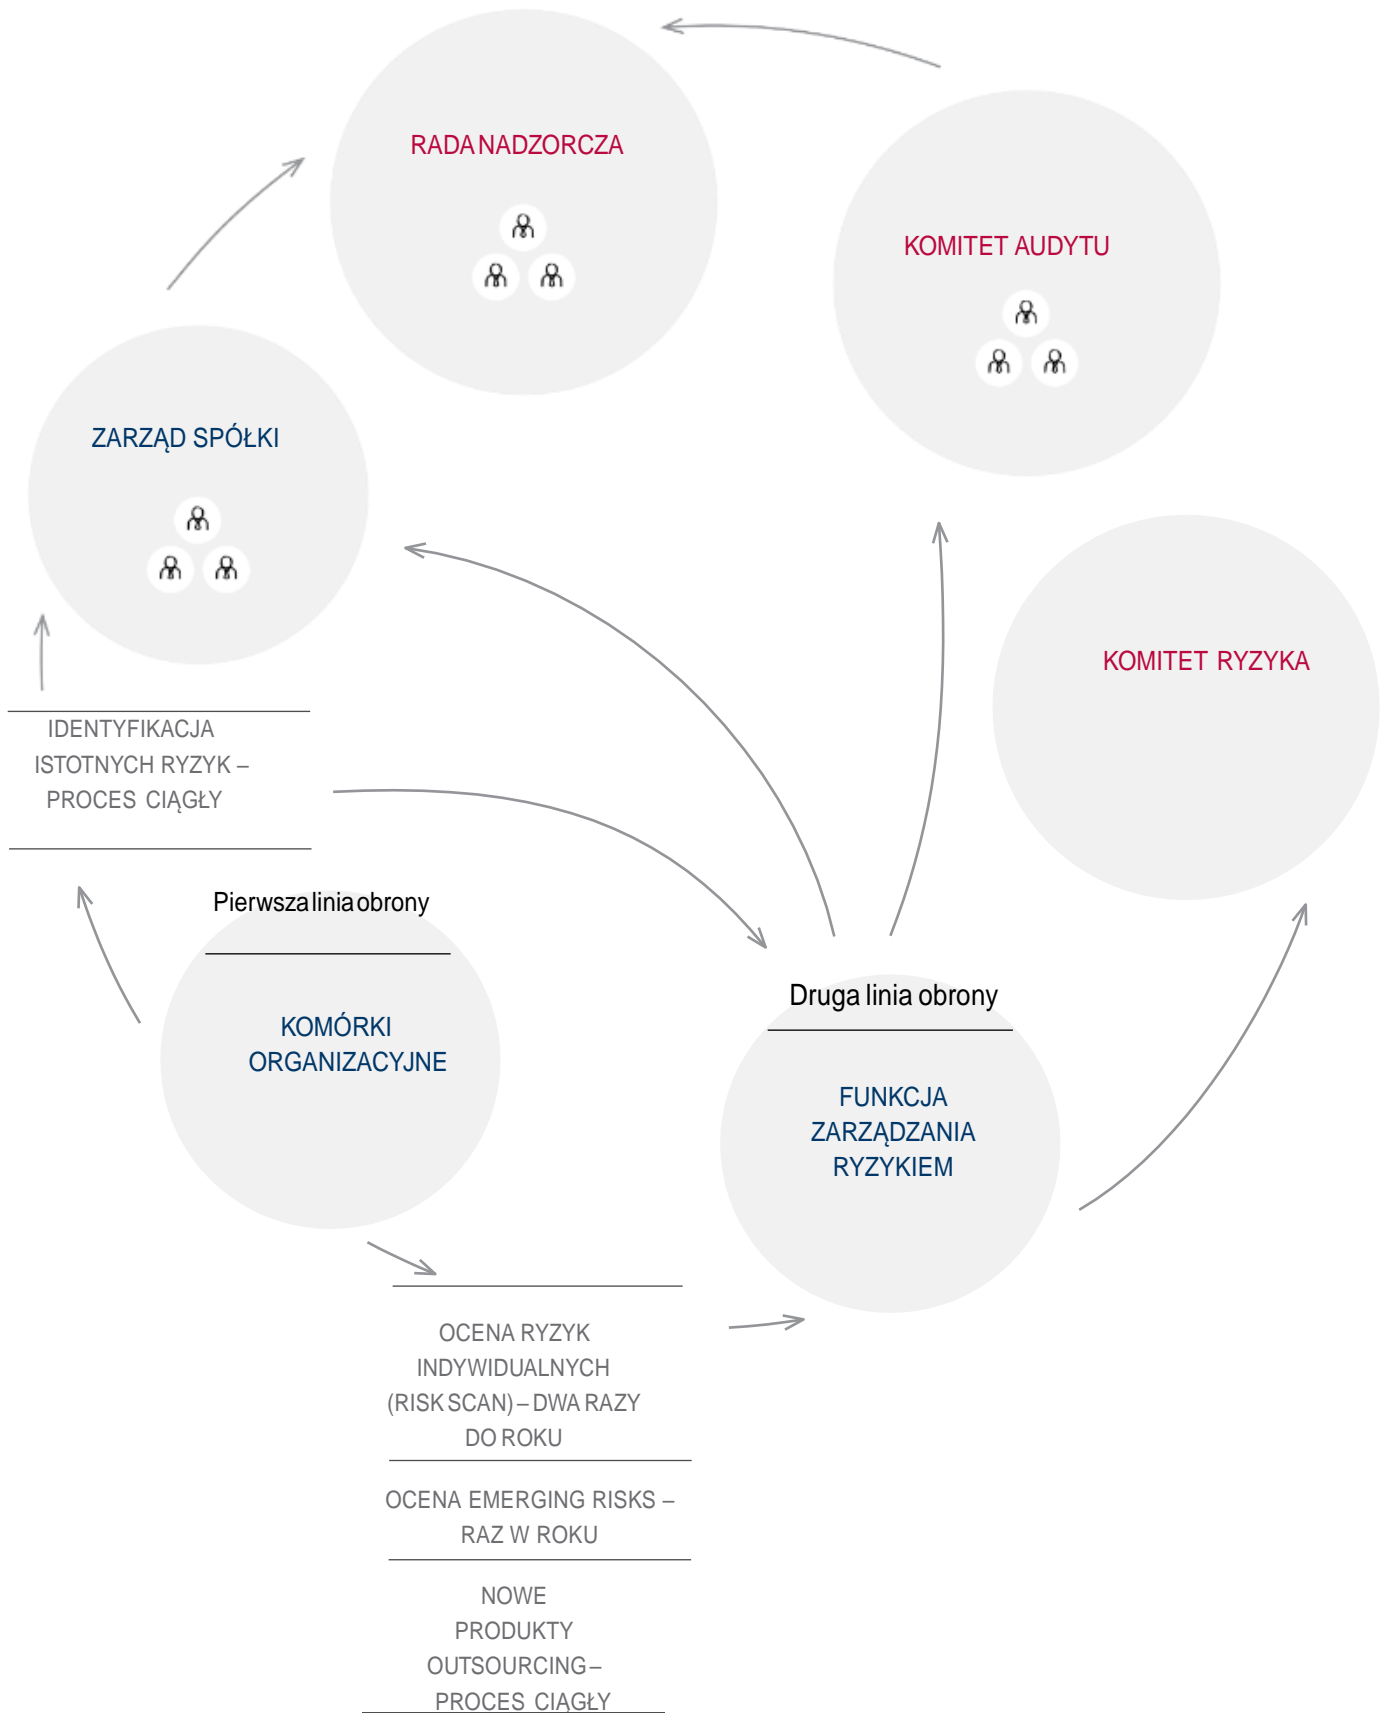 RADA NADZORCZA
KOMITET AUDYTU
ZARZĄD SPÓŁKI
KOMITET RYZYKA
IDENTYFIKACJA
ISTOTNYCH RYZYK –
PROCES CIĄGŁY
Pierwsza linia obrony
KOMÓRKI
ORGANIZACYJNE
Druga linia obrony
FUNKCJA
ZARZĄDZANIA
RYZYKIEM
OCENA RYZYK
INDYWIDUALNYCH
(RISK SCAN) – DWA RAZY
DO ROKU
OCENA EMERGING RISKS –
RAZ W ROKU
NOWE
PRODUKTY
OUTSOURCING –
PROCES CIĄGŁY